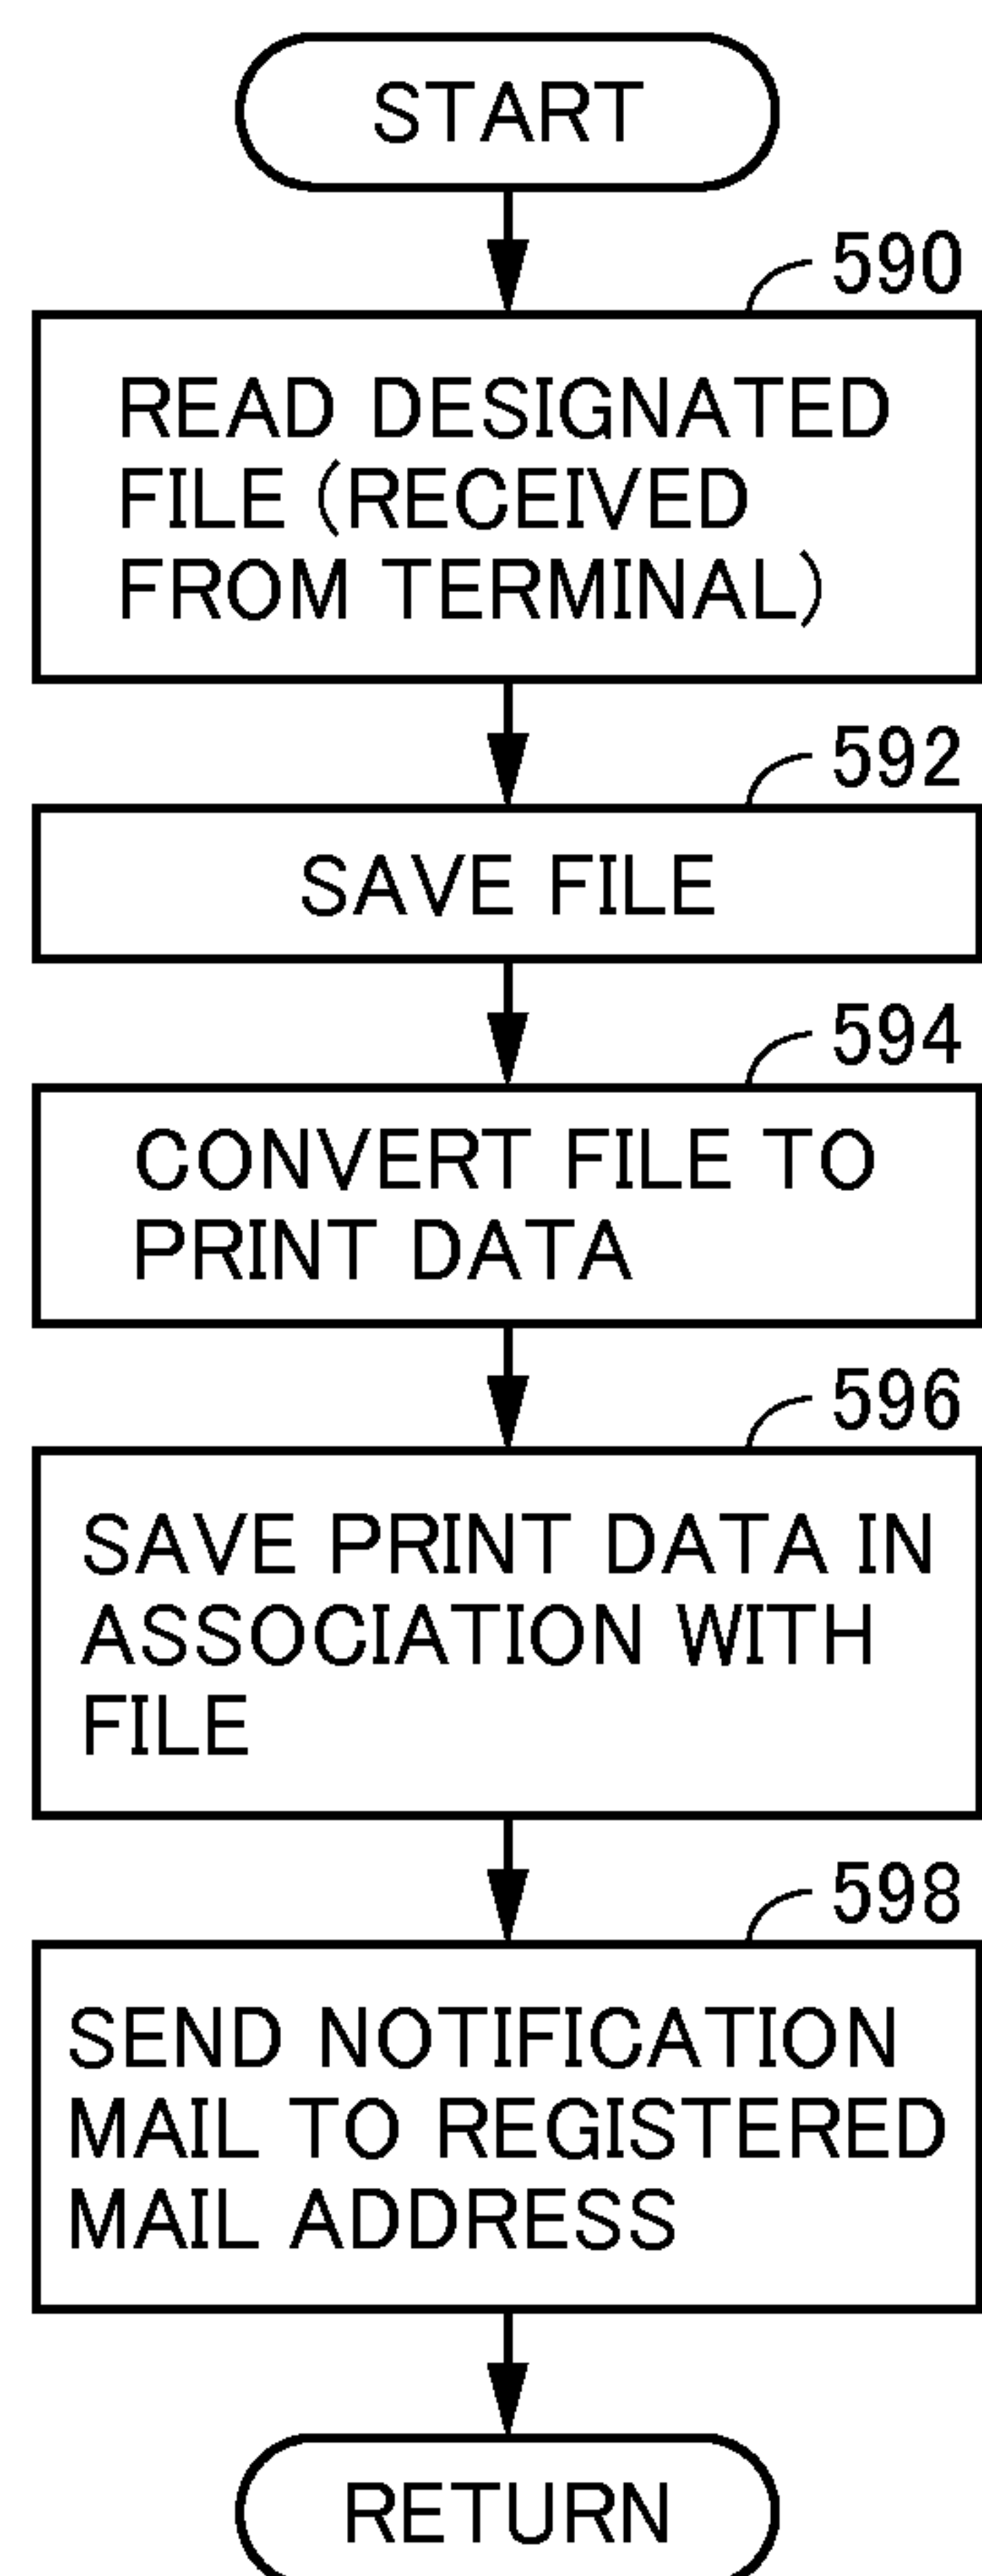 START
590
READ DESIGNATED
FILE (RECEIVED
FROM TERMINAL)
592
SAVE FILE
594
CONVERT FILE TO
PRINT DATA
596
SAVE PRINT DATA IN
ASSOCIATION WITH
FILE
598
SEND NOTIFICATION
MAIL TO REGISTERED
MAIL ADDRESS
RETURN